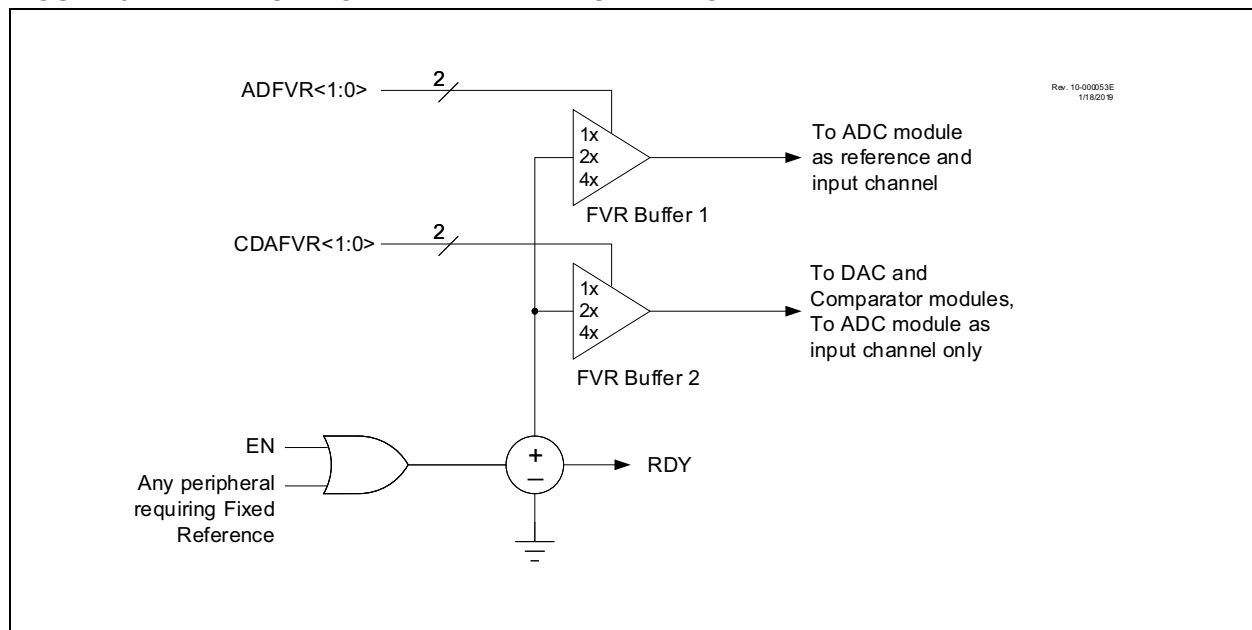 ADFVR<1:0>
2
Rev. 10-000053E
1/18/2019
1x
2x
4x
To ADC module
as reference and
input channel
FVR Buffer 1
CDAFVR<1:0>
2
1x
2x
4x
To DAC and
Comparator modules,
To ADC module as
input channel only
FVR Buffer 2
EN
+
–
RDY
Any peripheral
requiring Fixed
Reference